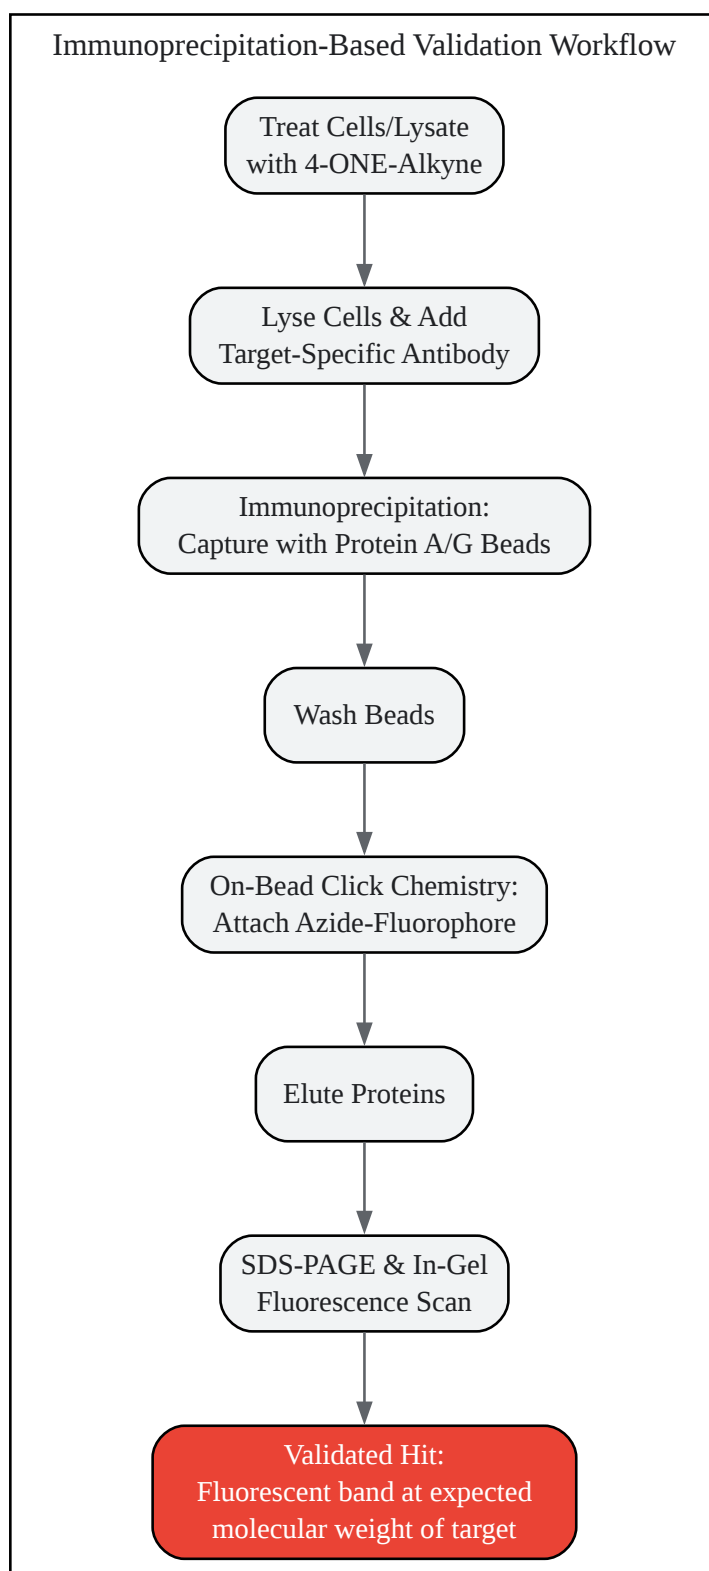 Immunoprecipitation-Based Validation Workflow
Treat Cells/Lysate
with 4-ONE-Alkyne
Lyse Cells & Add
Target-Specific Antibody
Immunoprecipitation:
Capture with Protein A/G Beads
Wash Beads
On-Bead Click Chemistry:
Attach Azide-Fluorophore
Elute Proteins
SDS-PAGE & In-Gel
Fluorescence Scan
Validated Hit:
Fluorescent band at expected
molecular weight of target